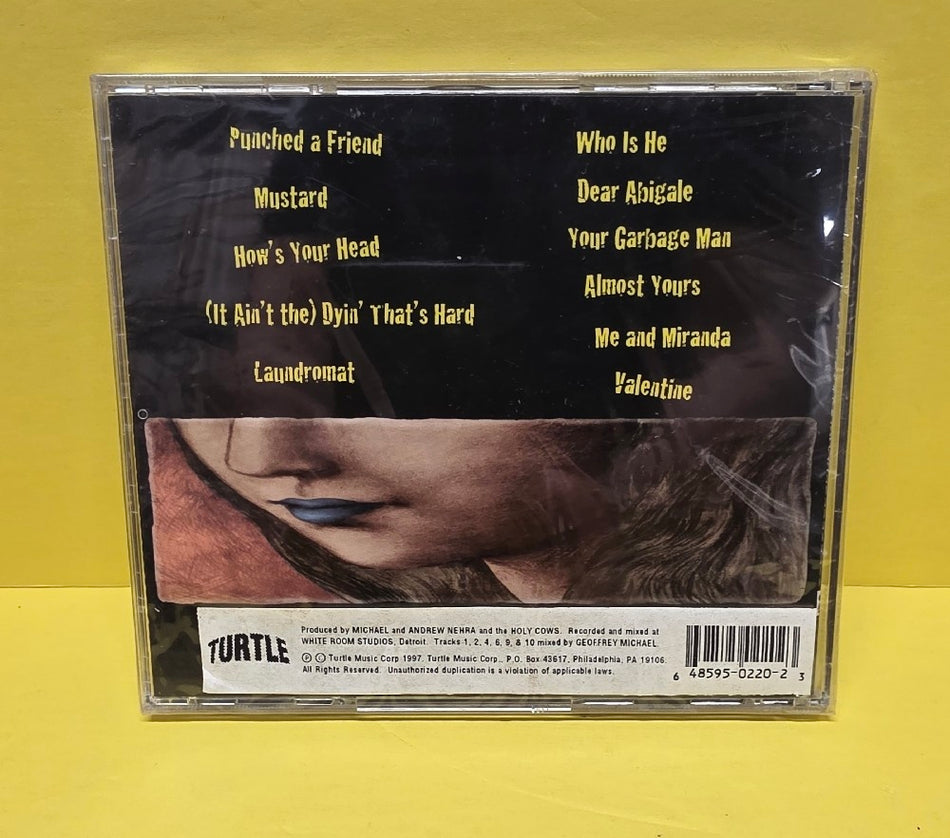 Punched a Friend
Mustard
How's Your Head
(It Ain't the) Dyin' That's Hard
Laundromat
Who Is He
Dear Abigale
Your Garbage Man
Almost Yours
Me and Miranda
Valentine
TURTLE
Produced by MICHAEL and ANDREW NEHRA and the HOLY COWS. Recorded and mixed at
WHITE ROOM STUDIOS, Detroit. Tracks 1, 2, 4, 6, 9, & 10 mixed by GEOFFREY MICHAEL.
℗ © Turtle Music Corp 1997. Turtle Music Corp., P.O. Box 43617, Philadelphia, PA 19106.
All Rights Reserved. Unauthorized duplication is a violation of applicable laws.
6 48595-0220-2 3